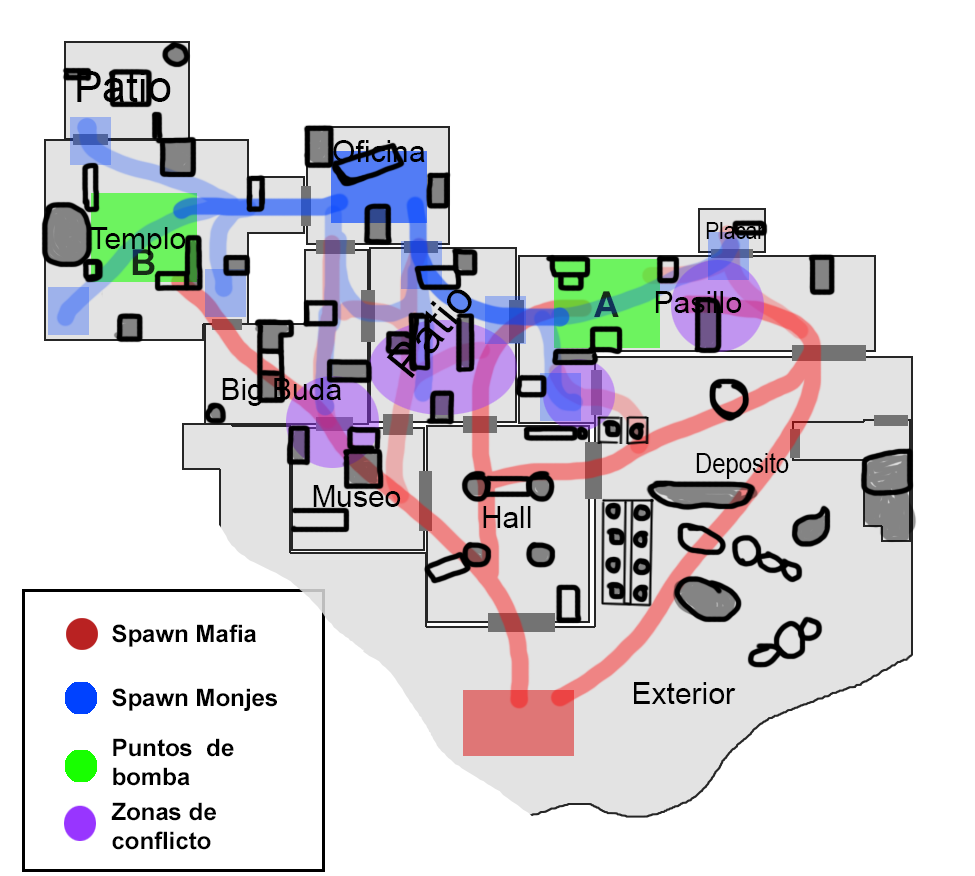 Patio
Oficina
Templo
B
Placar
Patio
A
Pasillo
Big Buda
Museo
Hall
Deposito
Exterior
Spawn Mafia
Spawn Monjes
Puntos de
bomba
Zonas de
conflicto